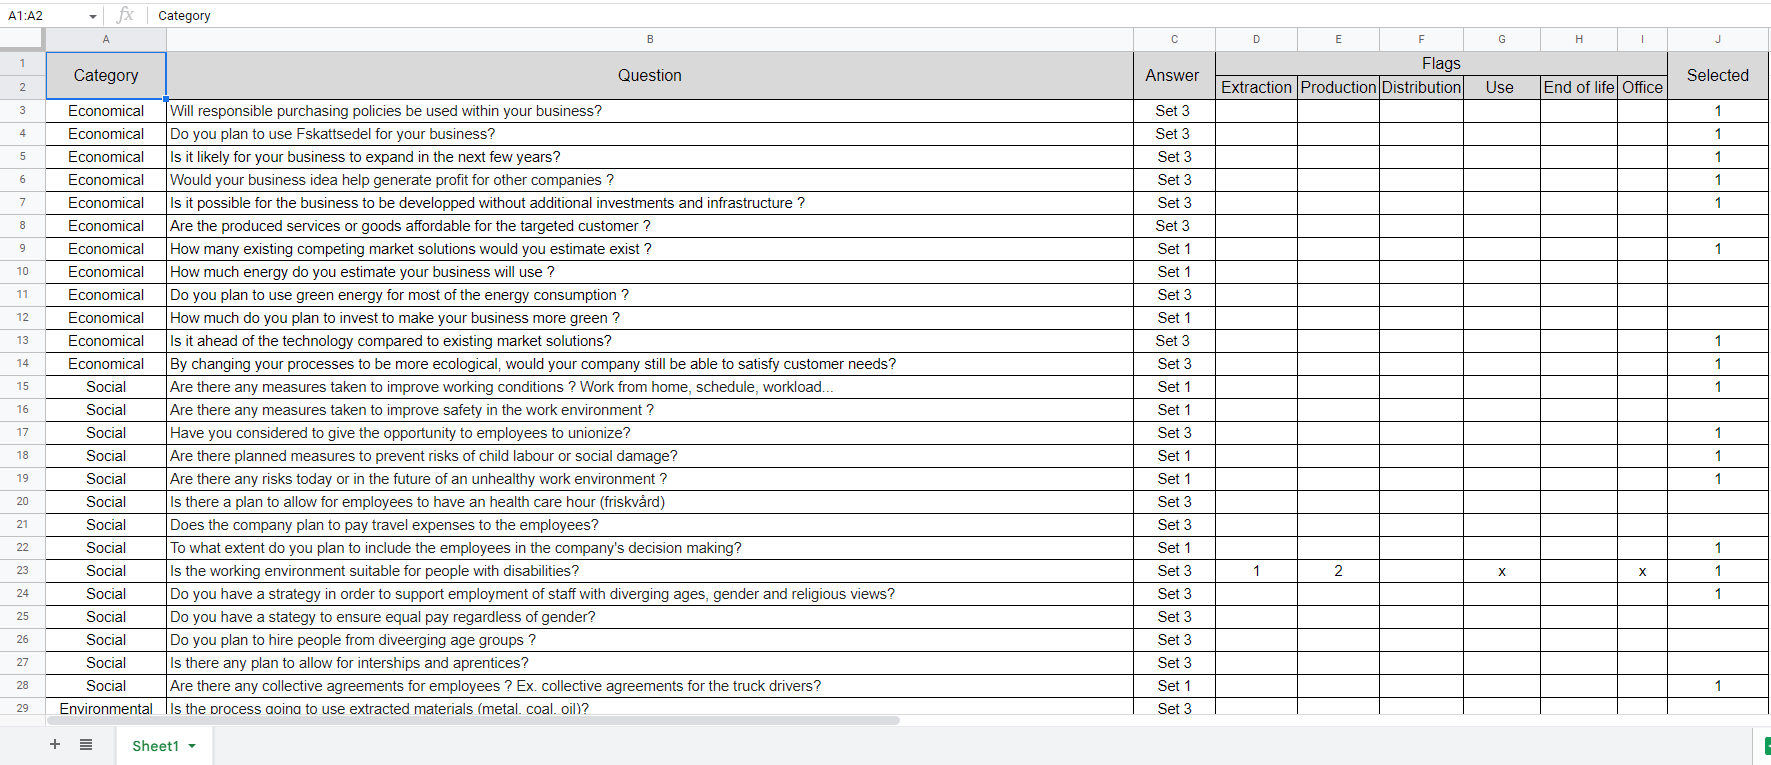 A1:A2 fx Category
A B C D E F G H I J
1 Category Question Answer Flags Selected
2 Extraction Production Distribution Use End of life Office
3 Economical Will responsible purchasing policies be used within your business? Set 3 1
4 Economical Do you plan to use Fskattsedel for your business? Set 3 1
5 Economical Is it likely for your business to expand in the next few years? Set 3 1
6 Economical Would your business idea help generate profit for other companies ? Set 3 1
7 Economical Is it possible for the business to be developped without additional investments and infrastructure ? Set 3 1
8 Economical Are the produced services or goods affordable for the targeted customer ? Set 3
9 Economical How many existing competing market solutions would you estimate exist ? Set 1 1
10 Economical How much energy do you estimate your business will use ? Set 1
11 Economical Do you plan to use green energy for most of the energy consumption ? Set 3
12 Economical How much do you plan to invest to make your business more green ? Set 1
13 Economical Is it ahead of the technology compared to existing market solutions? Set 3 1
14 Economical By changing your processes to be more ecological, would your company still be able to satisfy customer needs? Set 3 1
15 Social Are there any measures taken to improve working conditions ? Work from home, schedule, workload... Set 1 1
16 Social Are there any measures taken to improve safety in the work environment ? Set 1
17 Social Have you considered to give the opportunity to employees to unionize? Set 3 1
18 Social Are there planned measures to prevent risks of child labour or social damage? Set 1 1
19 Social Are there any risks today or in the future of an unhealthy work environment ? Set 1 1
20 Social Is there a plan to allow for employees to have an health care hour (friskvård) Set 3
21 Social Does the company plan to pay travel expenses to the employees? Set 3
22 Social To what extent do you plan to include the employees in the company's decision making? Set 1 1
23 Social Is the working environment suitable for people with disabilities? Set 3 1 2 x x 1
24 Social Do you have a strategy in order to support employment of staff with diverging ages, gender and religious views? Set 3 1
25 Social Do you have a stategy to ensure equal pay regardless of gender? Set 3
26 Social Do you plan to hire people from diveerging age groups ? Set 3
27 Social Is there any plan to allow for interships and aprentices? Set 3
28 Social Are there any collective agreements for employees ? Ex. collective agreements for the truck drivers? Set 1 1
29 Environmental Is the process going to use extracted materials (metal, coal, oil)? Set 3
Sheet1